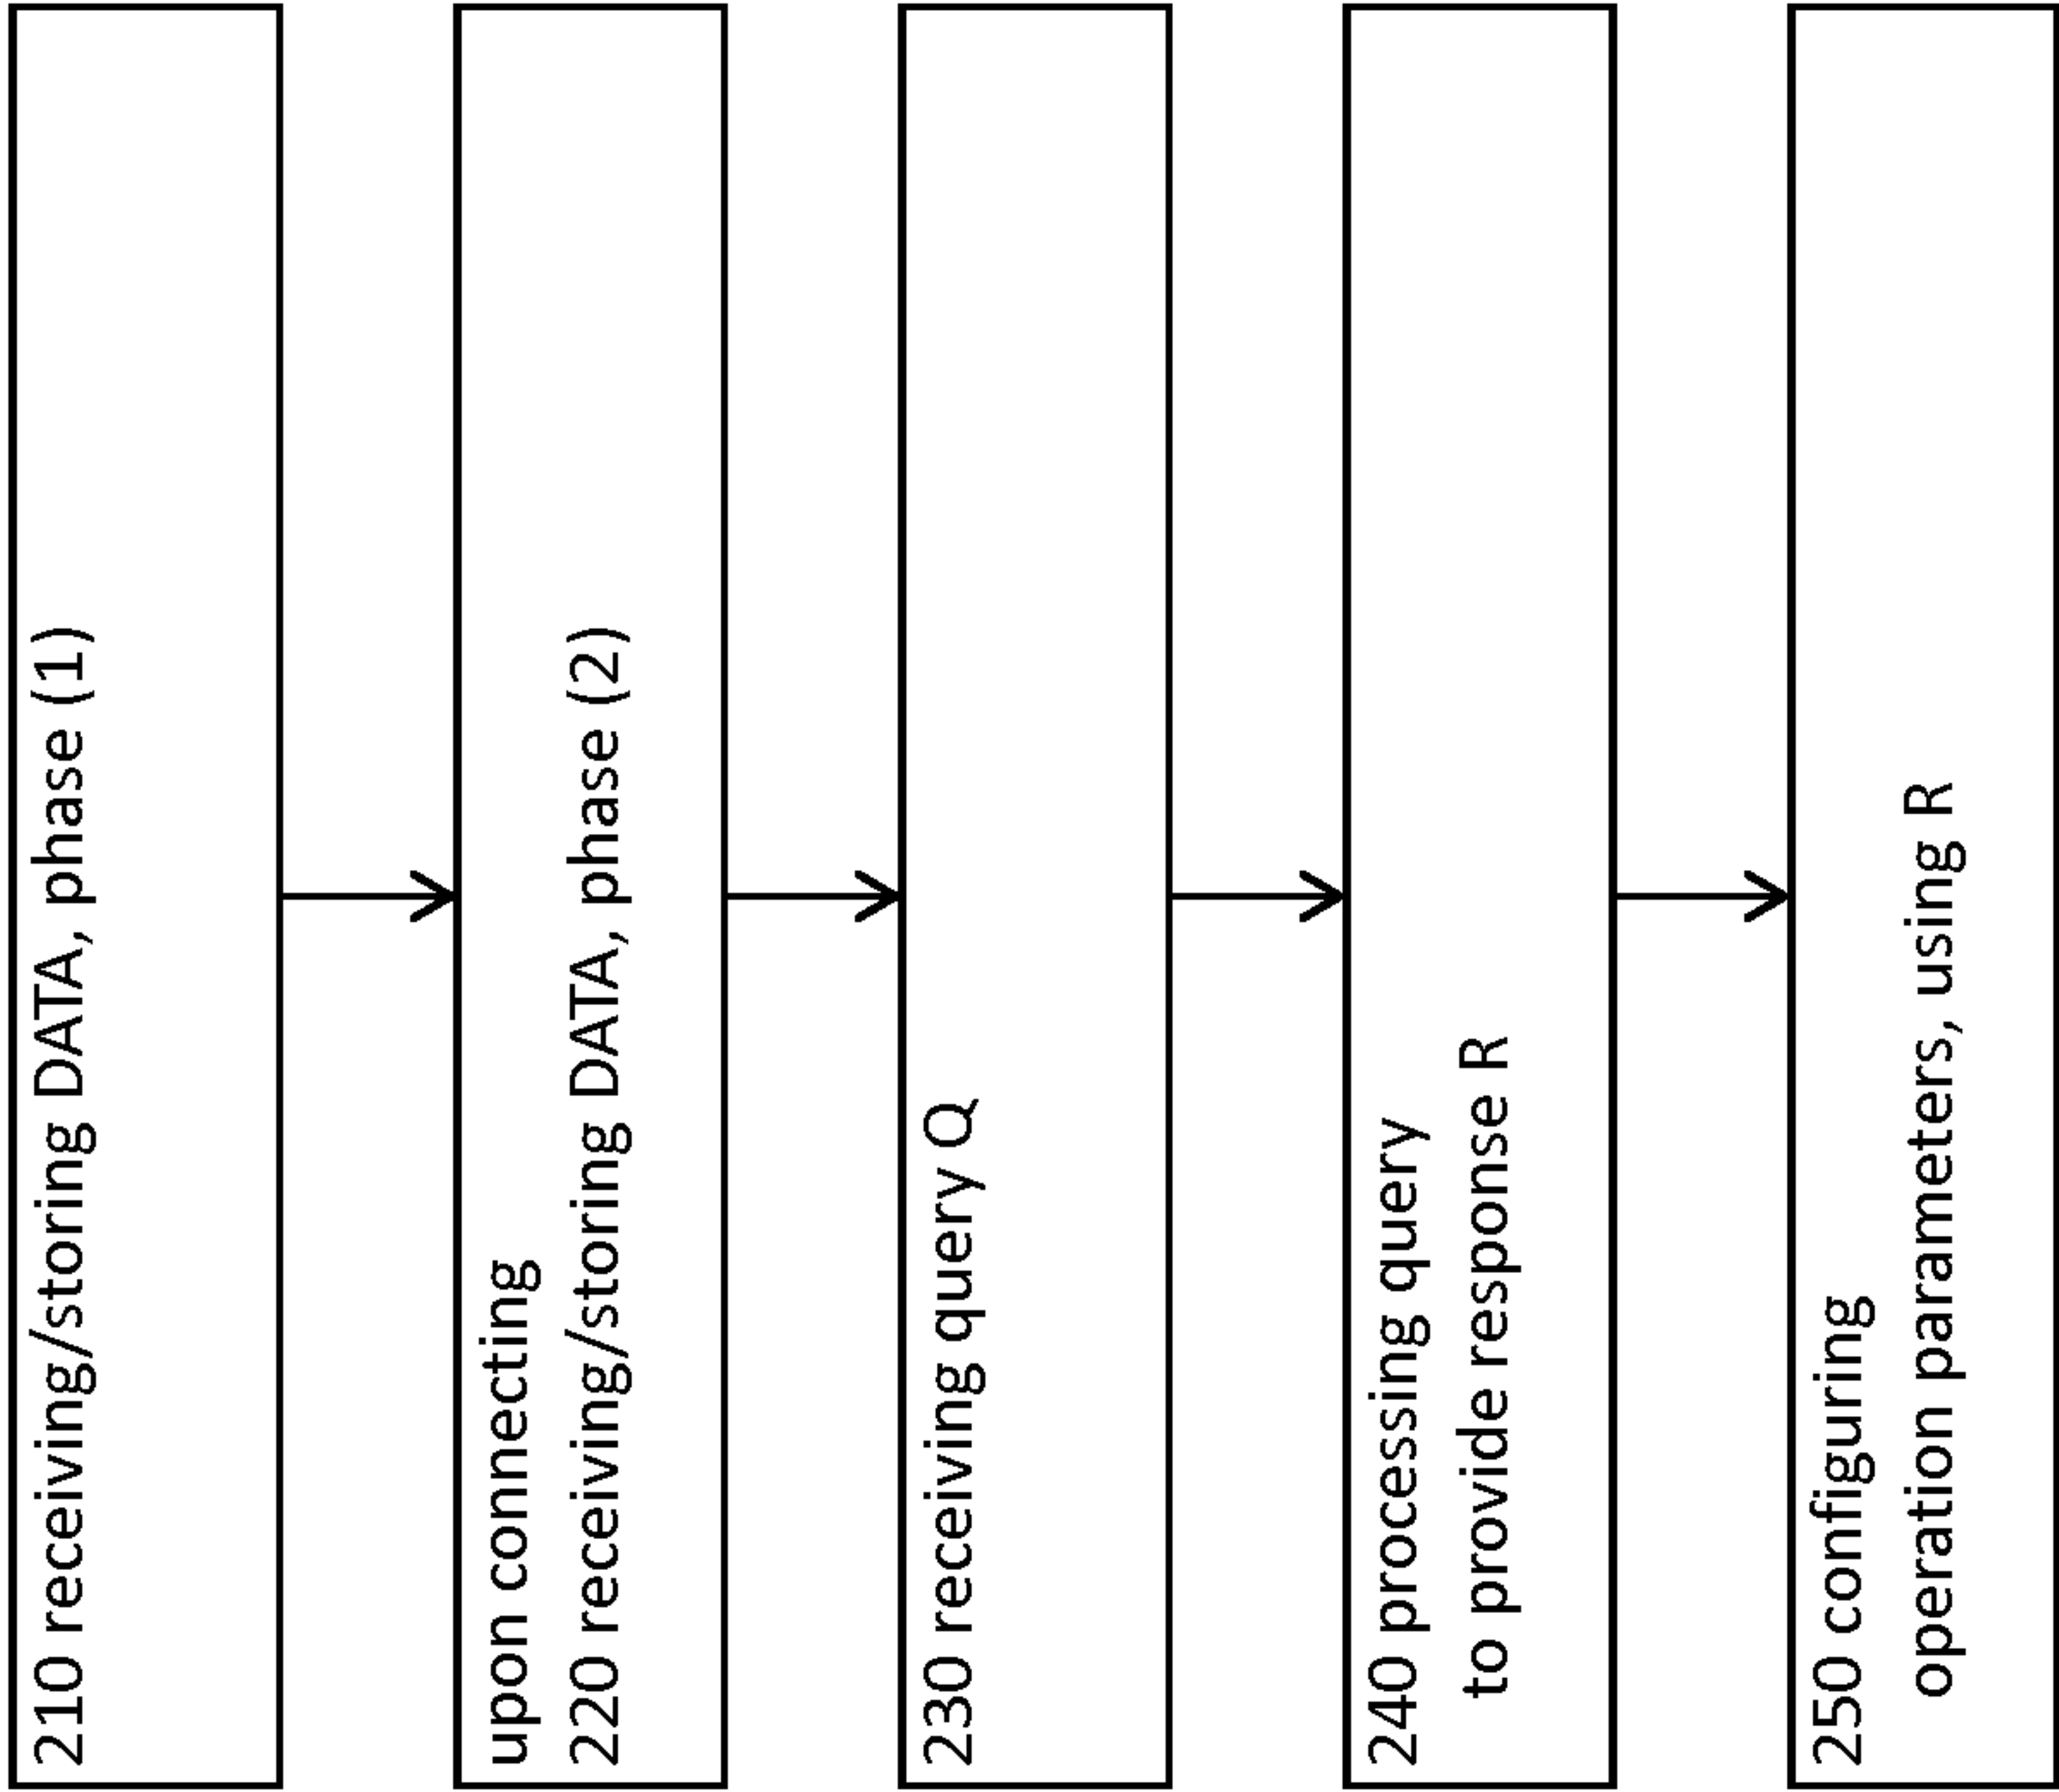 210 receiving/storing DATA, phase (1)
upon connecting
220 receiving/storing DATA, phase (2)
230 receiving query Q
240 processing query
to provide response R
250 configuring
operation parameters, using R